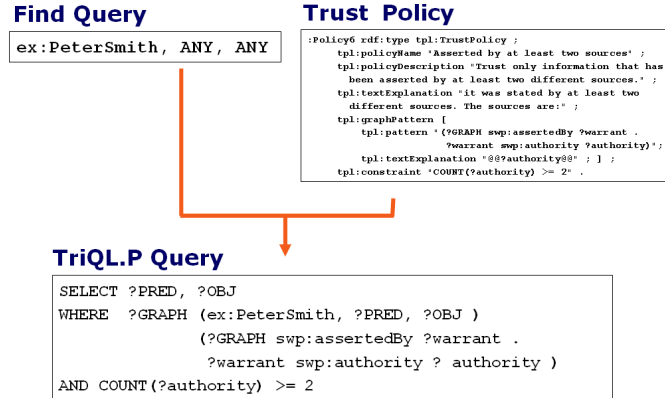 Find Query
ex:PeterSmith, ANY, ANY
Trust Policy
:Policy6 rdf:type tpl:TrustPolicy ;
tpl:policyName "Asserted by at least two sources" ;
tpl:policyDescription "Trust only information that has
been asserted by at least two different sources." ;
tpl:textExplanation "it was stated by at least two
different sources. The sources are:" ;
tpl:graphPattern [
tpl:pattern "(?GRAPH swp:assertedBy ?warrant .
?warrant swp:authority ?authority)";
tpl:textExplanation "@@?authority@@" ; ] ;
tpl:constraint "COUNT(?authority) >= 2" .
TriQL.P Query
SELECT ?PRED, ?OBJ
WHERE ?GRAPH (ex:PeterSmith, ?PRED, ?OBJ )
(?GRAPH swp:assertedBy ?warrant .
?warrant swp:authority ? authority )
AND COUNT(?authority) >= 2